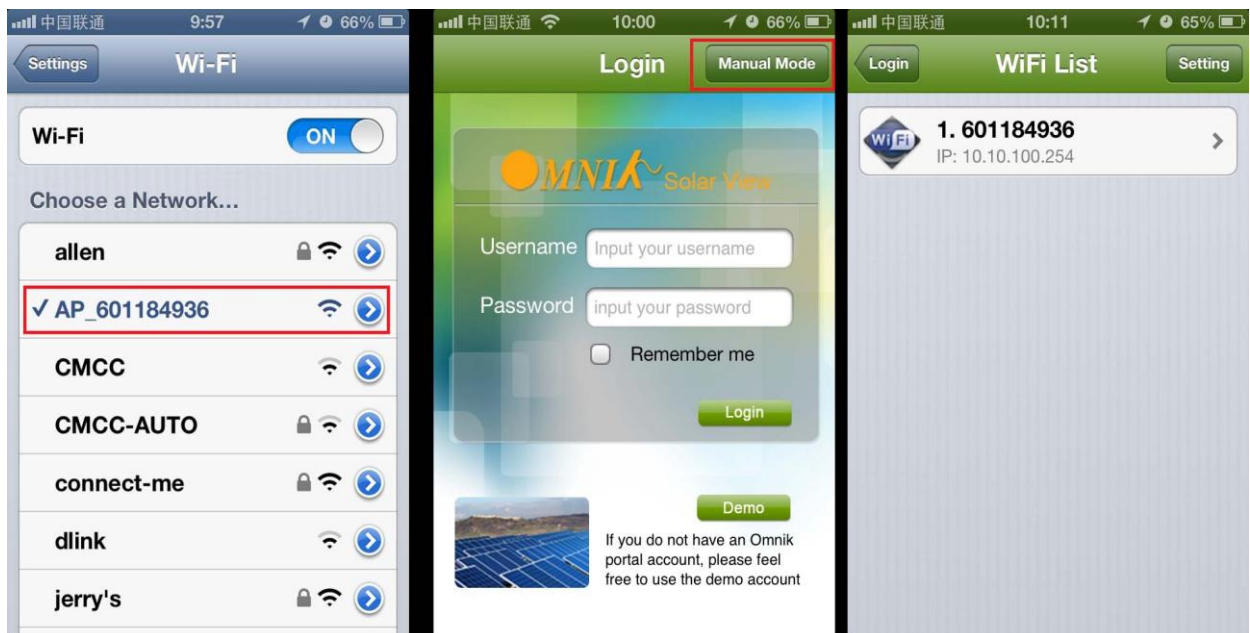 中国联通 9:57 66%
Settings Wi-Fi
Wi-Fi ON
Choose a Network...
allen
✓ AP_601184936
CMCC
CMCC-AUTO
connect-me
dlink
jerry's
中国联通 10:00 66%
Login Manual Mode
OMNIK Solar View
Username Input your username
Password input your password
Remember me
Login
Demo
If you do not have an Omnik
portal account, please feel
free to use the demo account
中国联通 10:11 65%
Login WiFi List Setting
WiFi 1. 601184936
IP: 10.10.100.254